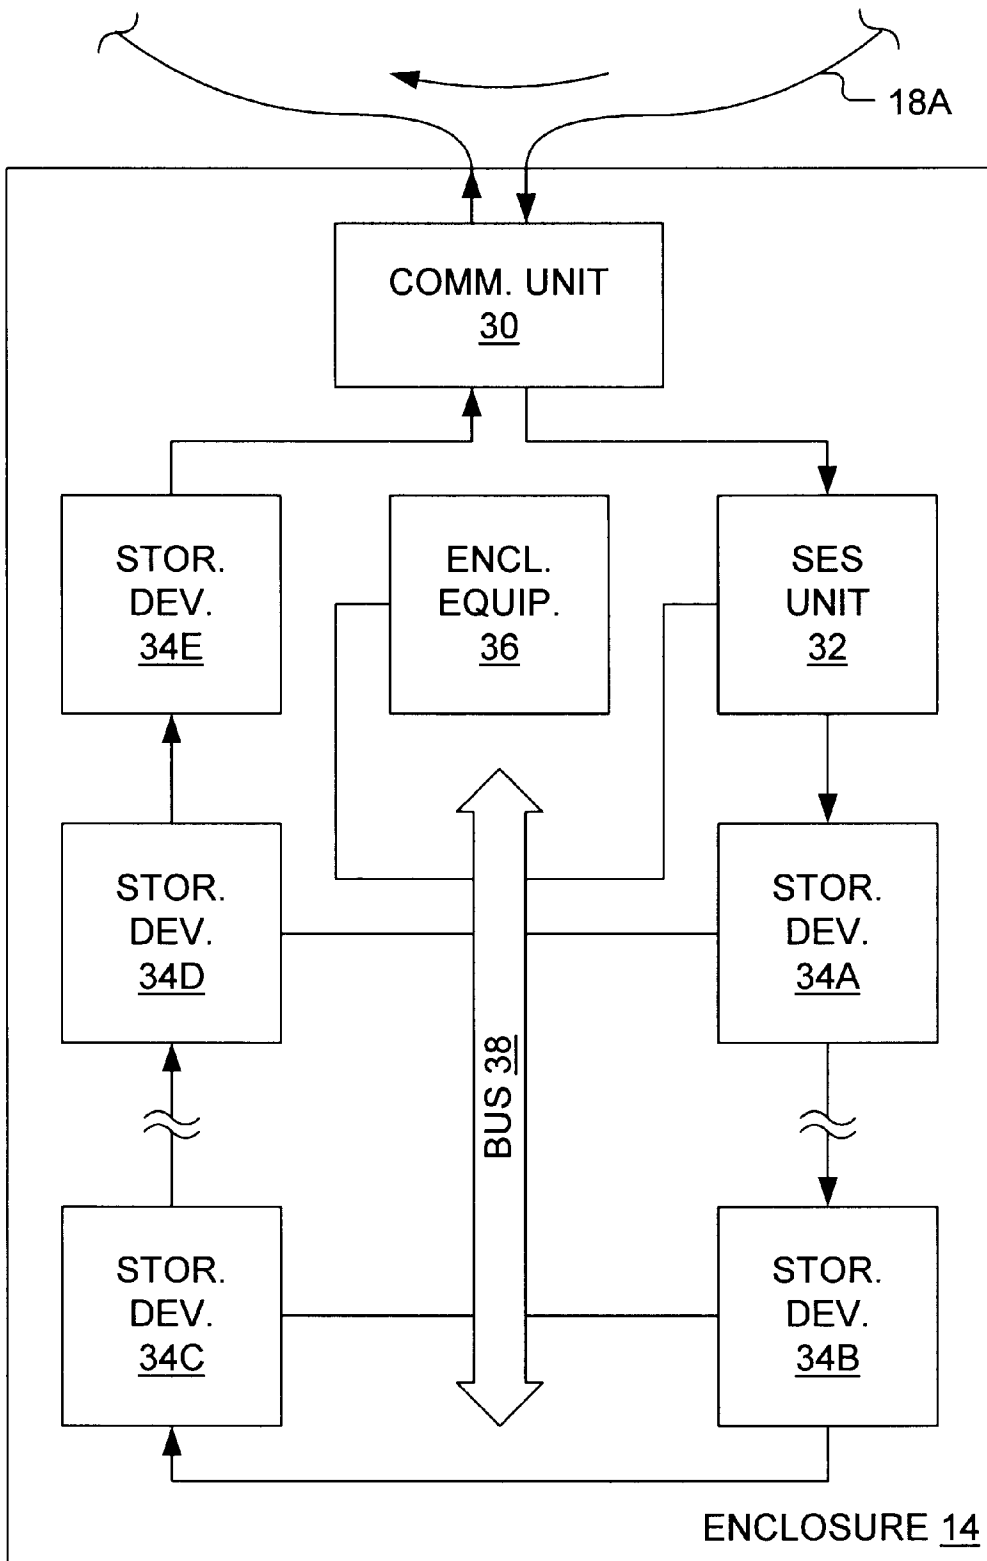 18A
COMM. UNIT
30
STOR.
DEV.
34E
ENCL.
EQUIP.
36
SES
UNIT
32
STOR.
DEV.
34D
STOR.
DEV.
34A
BUS 38
STOR.
DEV.
34C
STOR.
DEV.
34B
ENCLOSURE 14